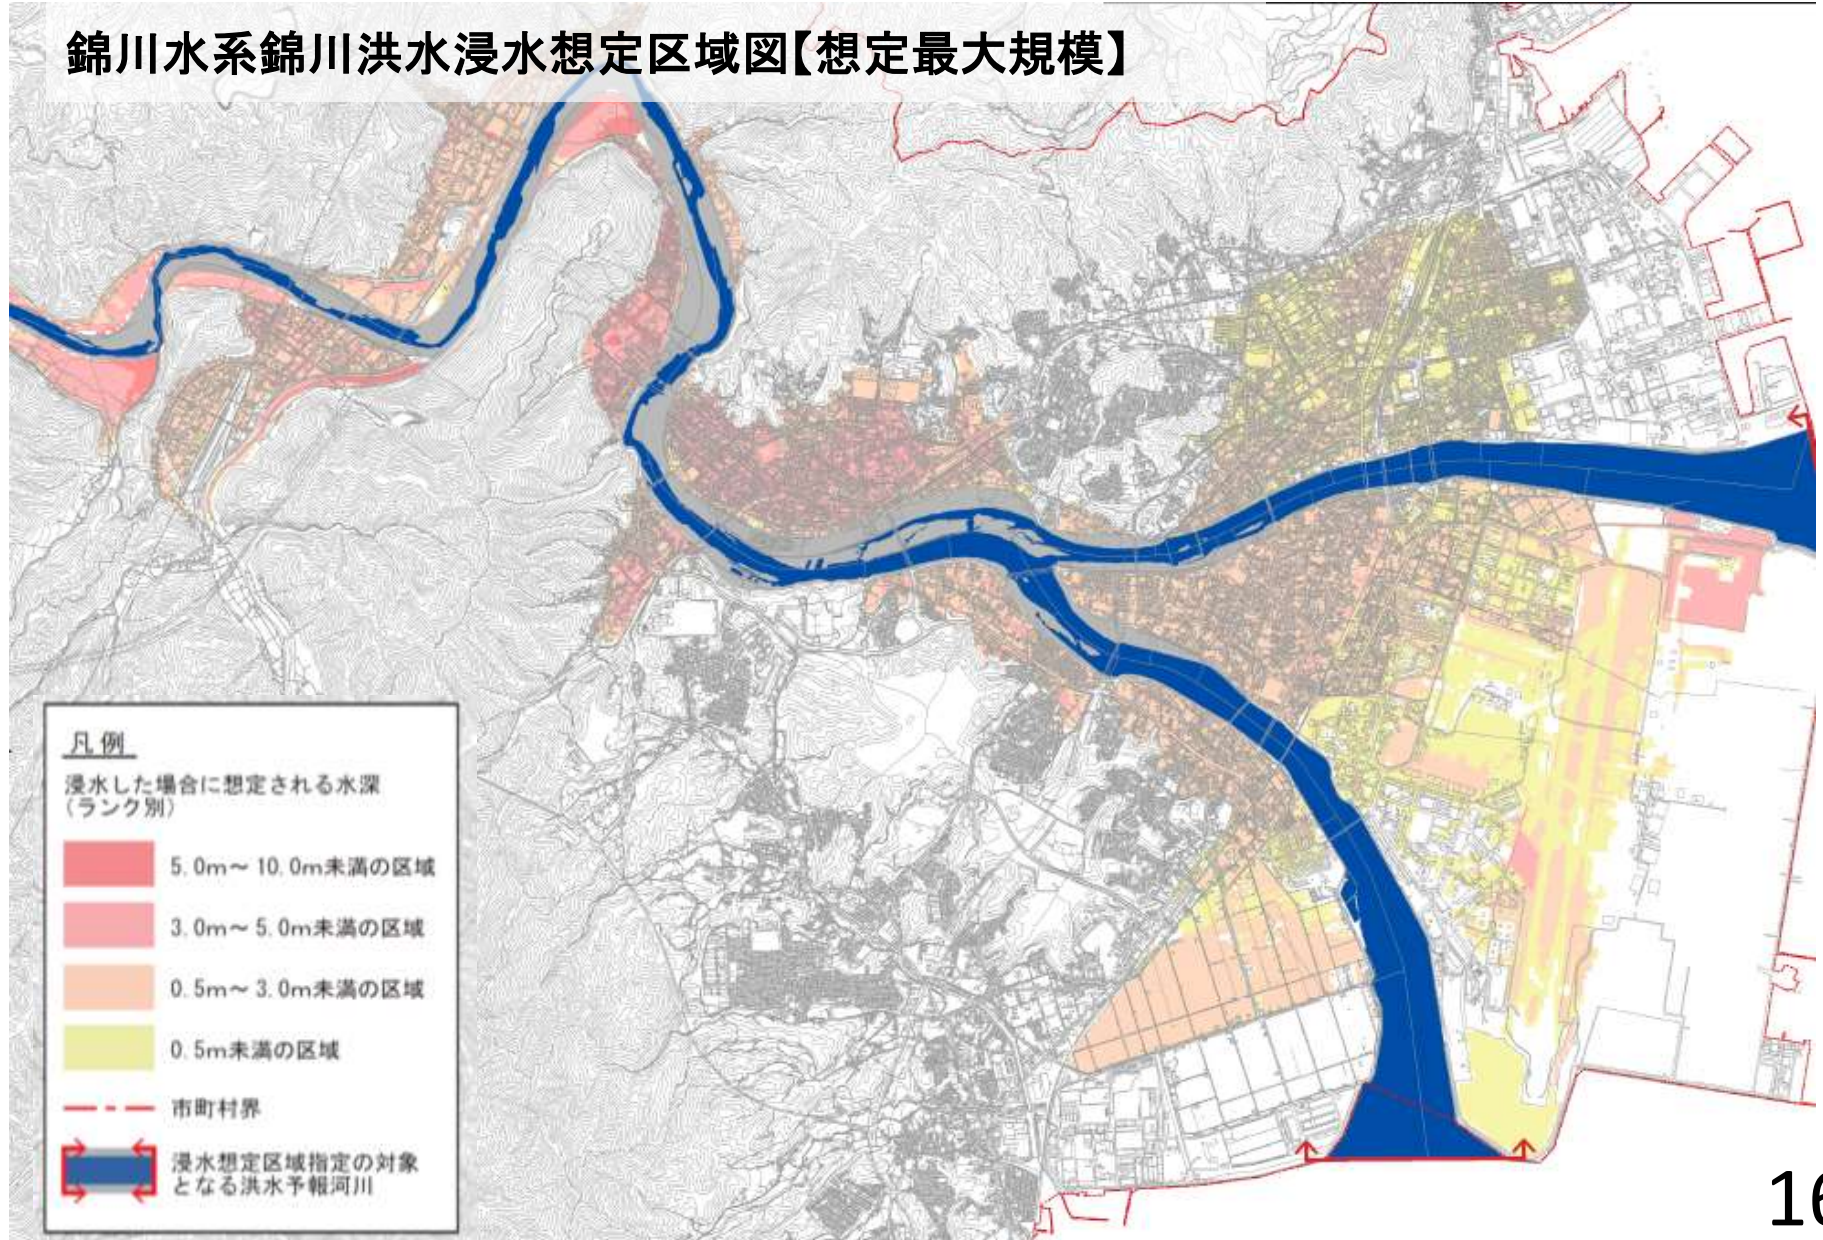 錦川水系錦川洪水浸水想定区域図【想定最大規模】
凡例
浸水した場合に想定される水深
(ランク別)
5.0m～10.0m未満の区域
3.0m～5.0m未満の区域
0.5m～3.0m未満の区域
0.5m未満の区域
市町村界
浸水想定区域指定の対象
となる洪水予報河川
16